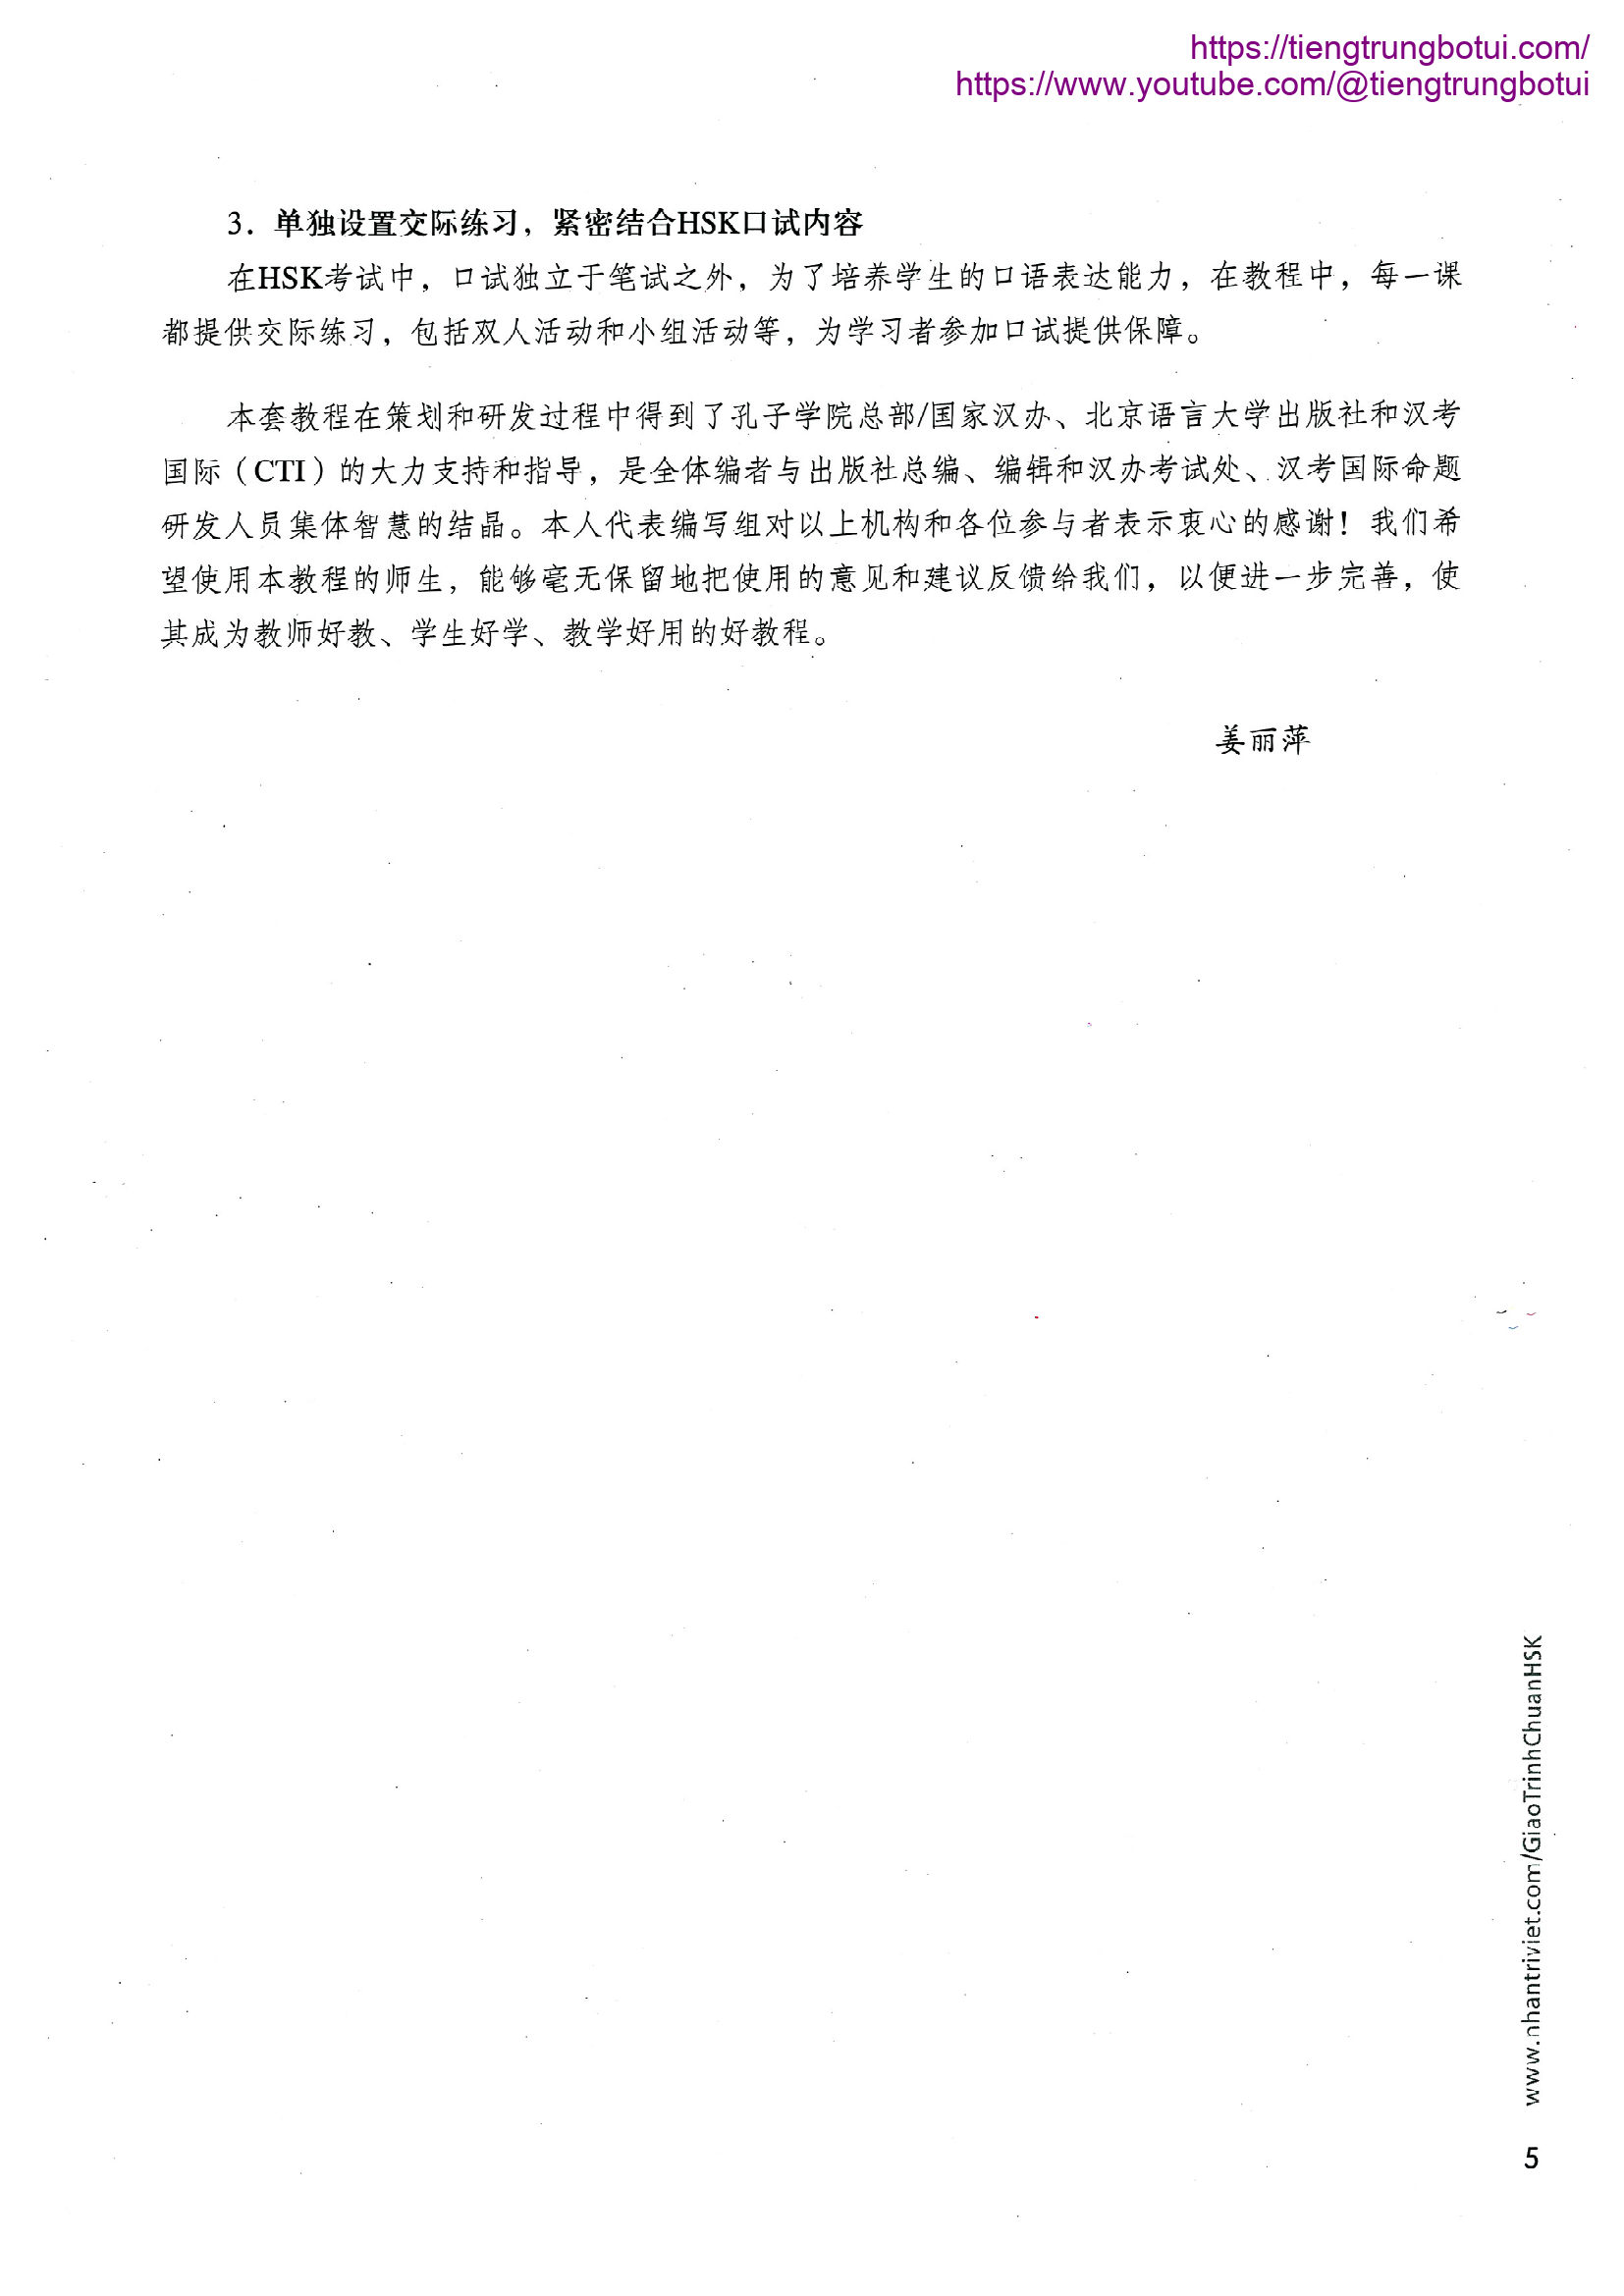 https://tiengtrungbotui.com/
https://www.youtube.com/@tiengtrungbotui
3. 单独设置交际练习，紧密结合HSK口试内容
在HSK考试中，口试独立于笔试之外，为了培养学生的口语表达能力，在教程中，每一课
都提供交际练习，包括双人活动和小组活动等，为学习者参加口试提供保障。
本套教程在策划和研发过程中得到了孔子学院总部/国家汉办、北京语言大学出版社和汉考
国际（CTI）的大力支持和指导，是全体编者与出版社总编、编辑和汉办考试处、汉考国际命题
研发人员集体智慧的结晶。本人代表编写组对以上机构和各位参与者表示衷心的感谢！我们希
望使用本教程的师生，能够毫无保留地把使用的意见和建议反馈给我们，以便进一步完善，使
其成为教师好教、学生好学、教学好用的好教程。
姜丽萍
www.nhantriviet.com/GiaoTrinhChuanHSK
5